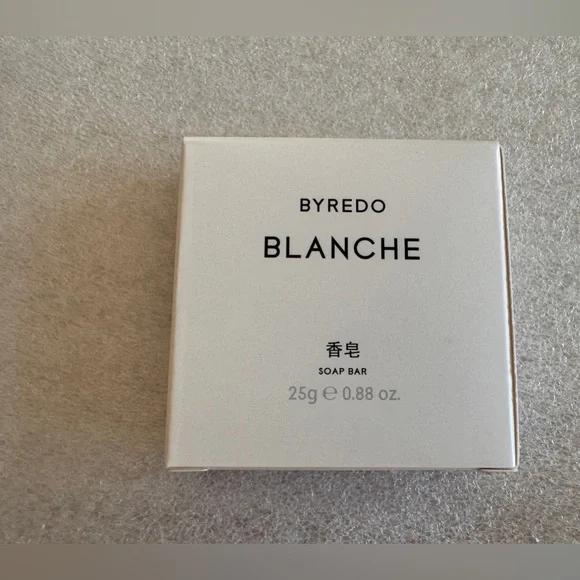 BYREDO
BLANCHE
香皂
SOAP BAR
25g ℮ 0.88 oz.